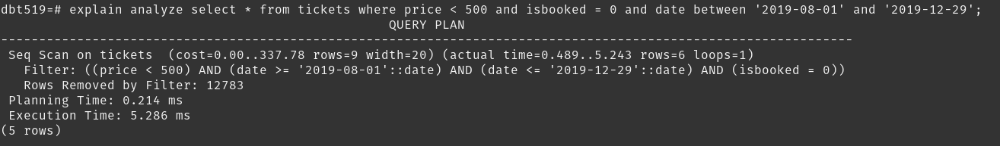 dbt519=# explain analyze select * from tickets where price < 500 and isbooked = 0 and date between '2019-08-01' and '2019-12-29';
QUERY PLAN
----------------------------------------------------------------------------------------------------------------
Seq Scan on tickets  (cost=0.00..337.78 rows=9 width=20) (actual time=0.489..5.243 rows=6 loops=1)
Filter: ((price < 500) AND (date >= '2019-08-01'::date) AND (date <= '2019-12-29'::date) AND (isbooked = 0))
Rows Removed by Filter: 12783
Planning Time: 0.214 ms
Execution Time: 5.286 ms
(5 rows)